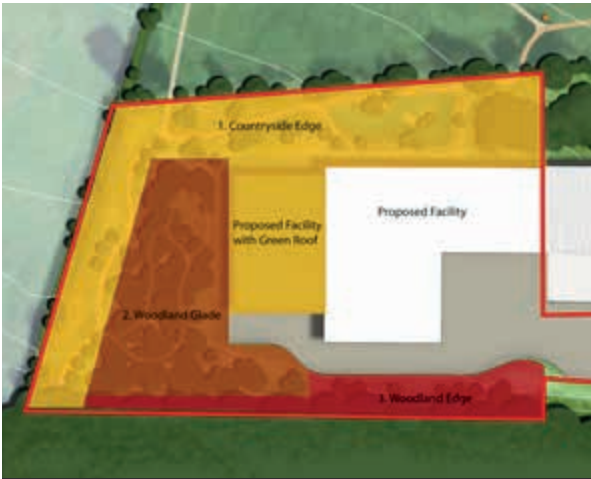 1. Countryside Edge
Proposed Facility
with Green Roof
Proposed Facility
2. Woodland Glade
3. Woodland Edge